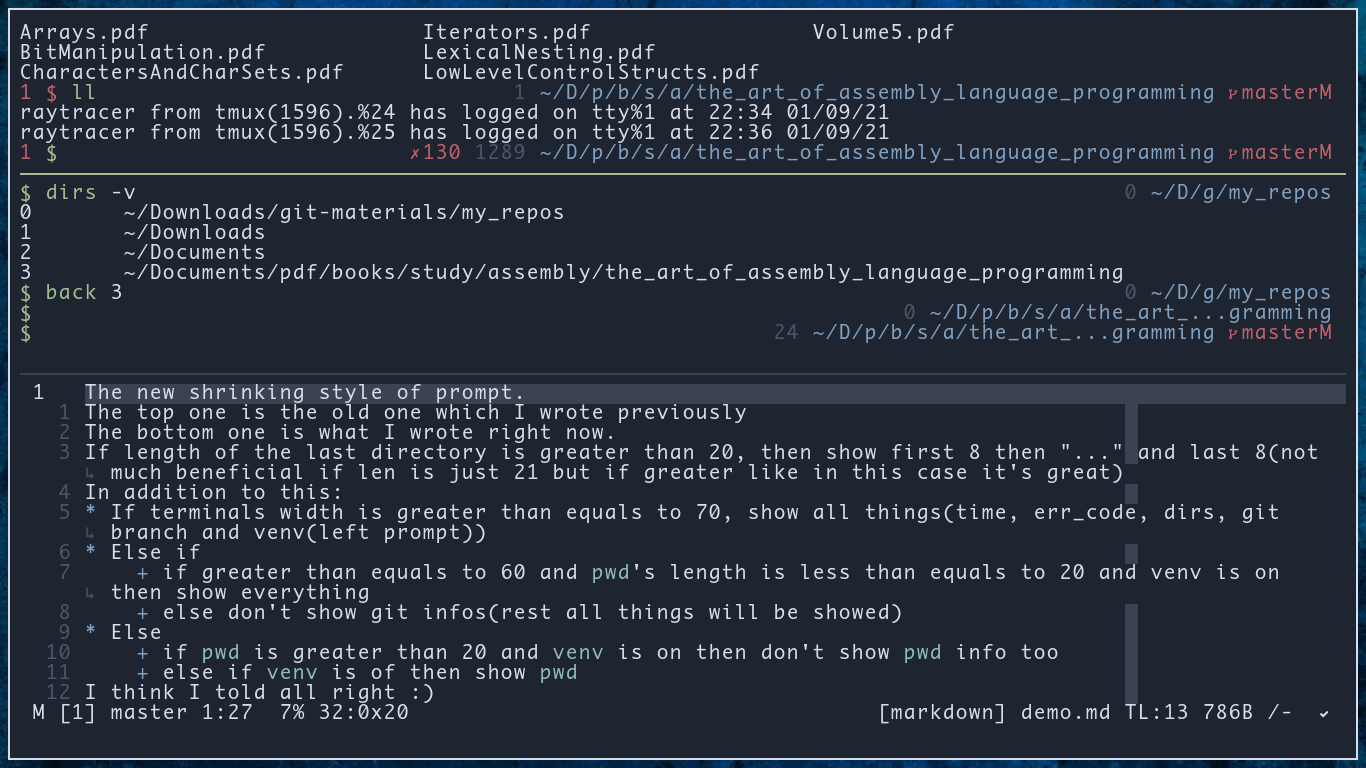 Arrays.pdf Iterators.pdf Volume5.pdf
BitManipulation.pdf LexicalNesting.pdf
CharactersAndCharSets.pdf LowLevelControlStructs.pdf
1 $ ll 1 ~/D/p/b/s/a/the_art_of_assembly_language_programming masterM
raytracer from tmux(1596).%24 has logged on tty%1 at 22:34 01/09/21
raytracer from tmux(1596).%25 has logged on tty%1 at 22:36 01/09/21
1 $ ✗130 1289 ~/D/p/b/s/a/the_art_of_assembly_language_programming masterM
$ dirs -v 0 ~/D/g/my_repos
0 ~/Downloads/git-materials/my_repos
1 ~/Downloads
2 ~/Documents
3 ~/Documents/pdf/books/study/assembly/the_art_of_assembly_language_programming
$ back 3 0 ~/D/g/my_repos
$ 0 ~/D/p/b/s/a/the_art_...gramming
$ 24 ~/D/p/b/s/a/the_art_...gramming masterM
1 The new shrinking style of prompt.
1 The top one is the old one which I wrote previously
2 The bottom one is what I wrote right now.
3 If length of the last directory is greater than 20, then show first 8 then "..." and last 8(not
↳ much beneficial if len is just 21 but if greater like in this case it's great)
4 In addition to this:
5 * If terminals width is greater than equals to 70, show all things(time, err_code, dirs, git
↳ branch and venv(left prompt))
6 * Else if
7 + if greater than equals to 60 and pwd's length is less than equals to 20 and venv is on
↳ then show everything
8 + else don't show git infos(rest all things will be showed)
9 * Else
10 + if pwd is greater than 20 and venv is on then don't show pwd info too
11 + else if venv is of then show pwd
12 I think I told all right :)
M [1] master 1:27 7% 32:0x20 [markdown] demo.md TL:13 786B /- ✓